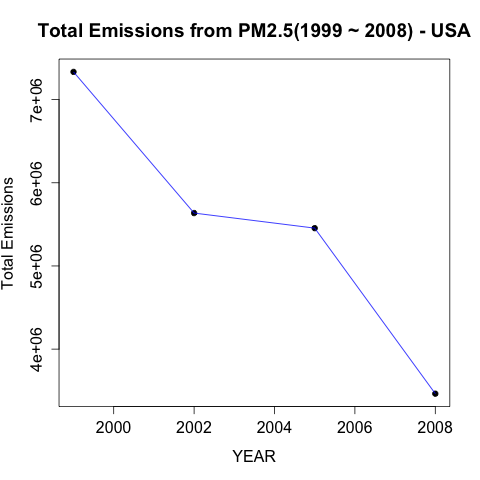 Total Emissions from PM2.5(1999 ~ 2008) - USA
7e+06
6e+06
5e+06
4e+06
Total Emissions
2000 2002 2004 2006 2008
YEAR